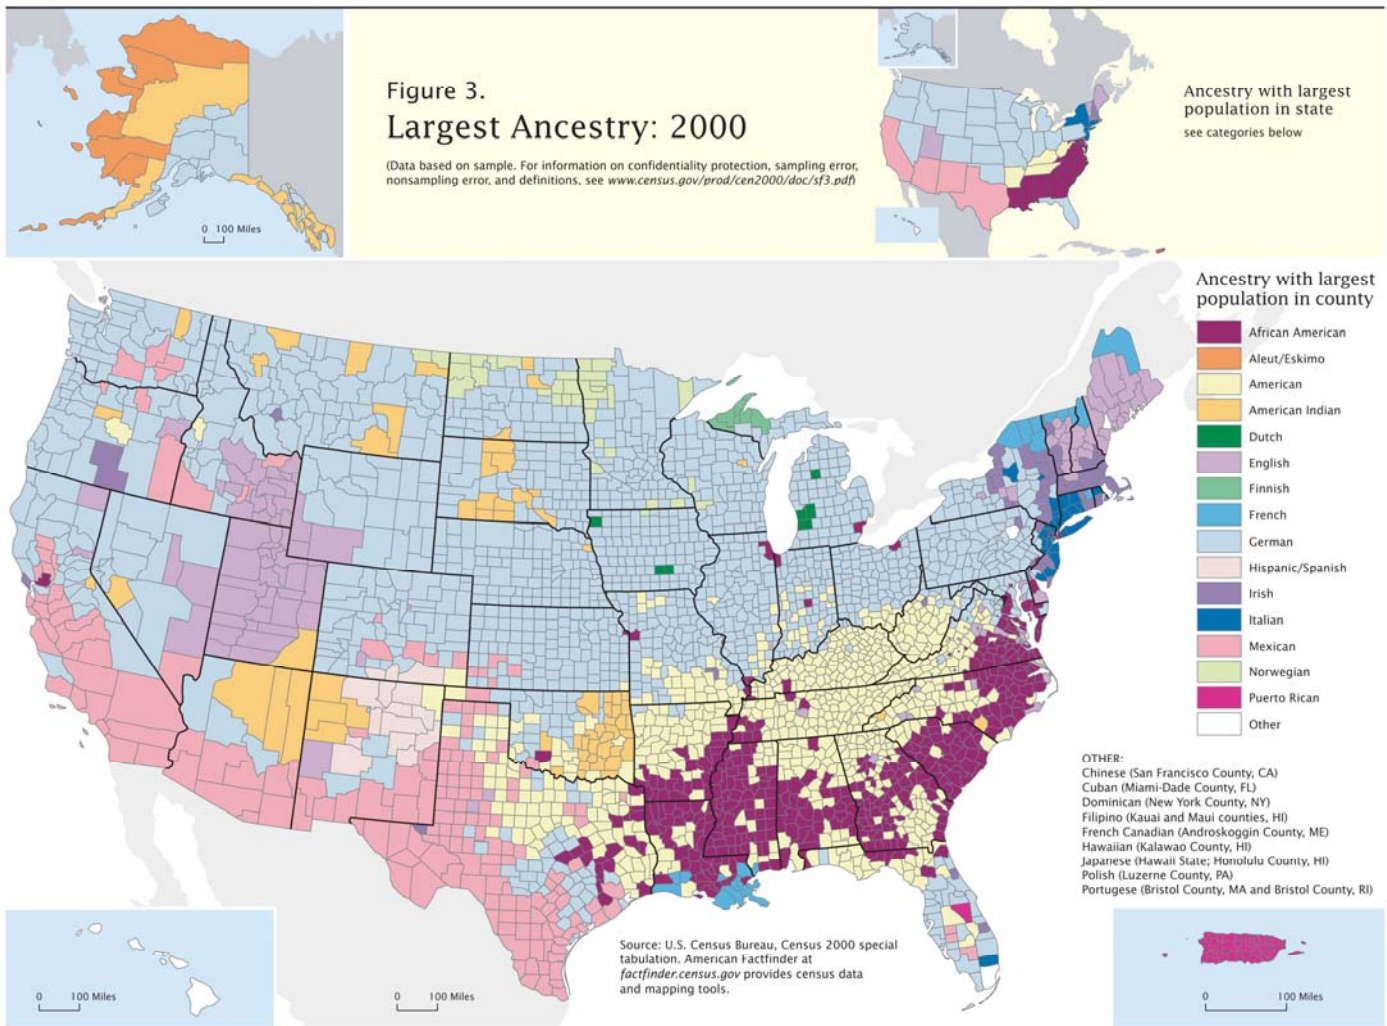 Figure 3.
Largest Ancestry: 2000
(Data based on sample. For information on confidentiality protection, sampling error,
nonsampling error, and definitions, see www.census.gov/prod/cen2000/doc/sf3.pdf)
Ancestry with largest
population in state
see categories below
0 100 Miles
Ancestry with largest
population in county
African American
Aleut/Eskimo
American
American Indian
Dutch
English
Finnish
French
German
Hispanic/Spanish
Irish
Italian
Mexican
Norwegian
Puerto Rican
Other
OTHER:
Chinese (San Francisco County, CA)
Cuban (Miami-Dade County, FL)
Dominican (New York County, NY)
Filipino (Kauai and Maui counties, HI)
French Canadian (Androskoggin County, ME)
Hawaiian (Kalawao County, HI)
Japanese (Hawaii State; Honolulu County, HI)
Polish (Luzerne County, PA)
Portugese (Bristol County, MA and Bristol County, RI)
Source: U.S. Census Bureau, Census 2000 special
tabulation. American Factfinder at
factfinder.census.gov provides census data
and mapping tools.
0 100 Miles
0 100 Miles
0 100 Miles